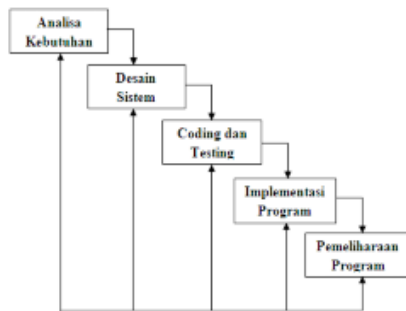 Analisa
Kebutuhan
Desain
Sistem
Coding dan
Testing
Implementasi
Program
Pemeliharaan
Program